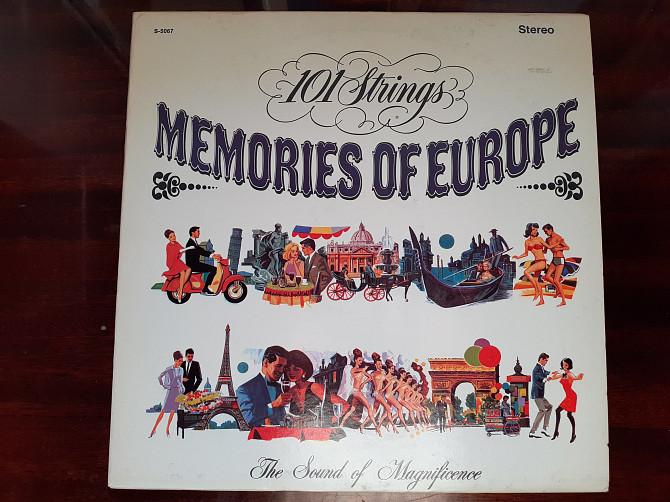 S-5067
Stereo
101 Strings
MEMORIES OF EUROPE
The Sound of Magnificence